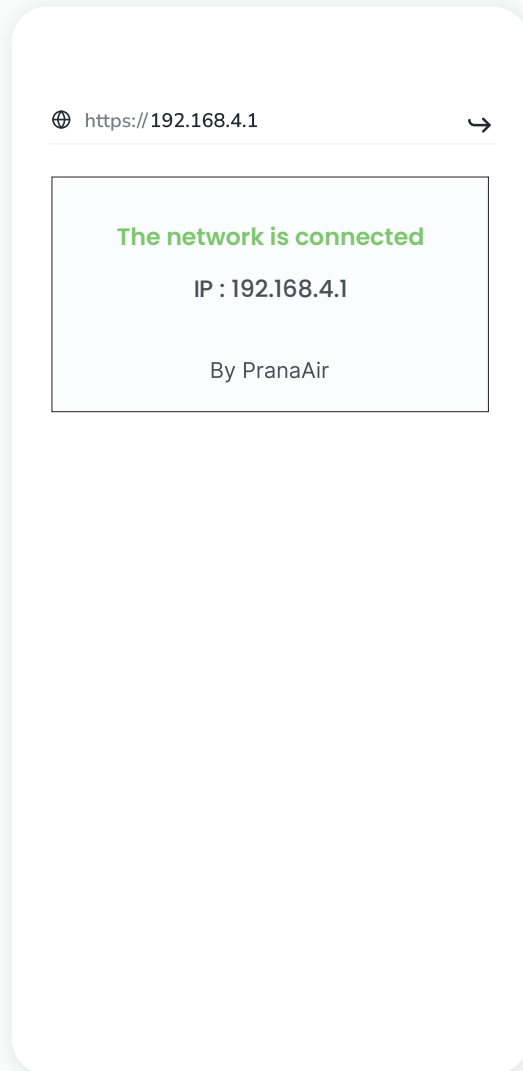 https://192.168.4.1
The network is connected
IP : 192.168.4.1
By PranaAir